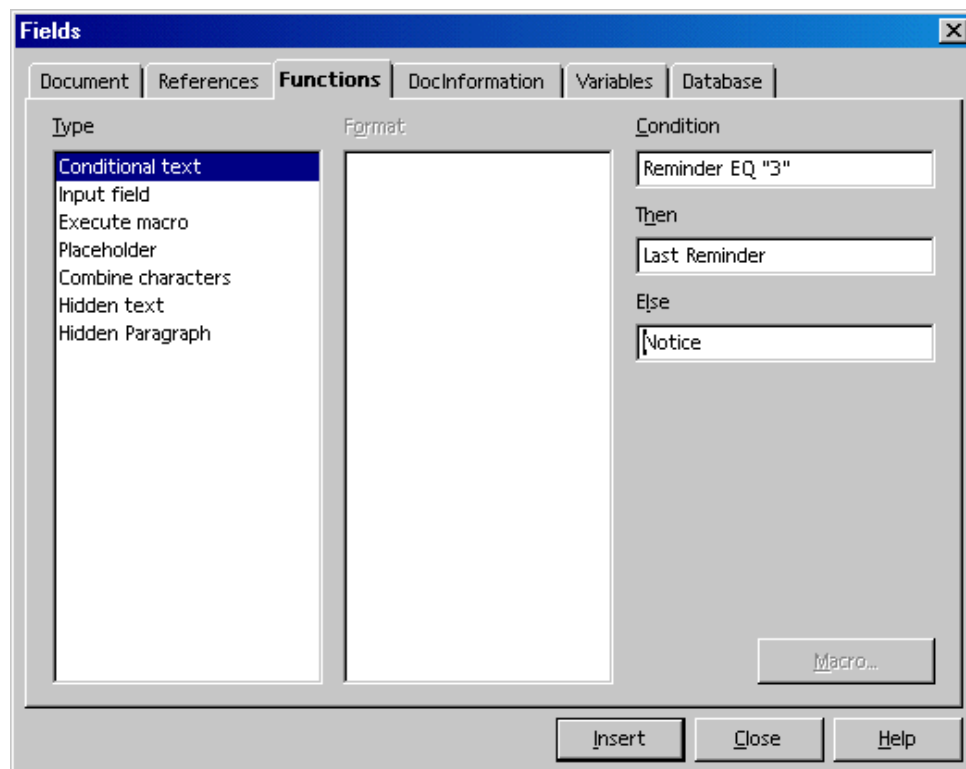 Fields
Document References Functions DocInformation Variables Database
Type
Conditional text
Input field
Execute macro
Placeholder
Combine characters
Hidden text
Hidden Paragraph
Format
Condition
Reminder EQ "3"
Then
Last Reminder
Else
Notice
Macro...
Insert Close Help